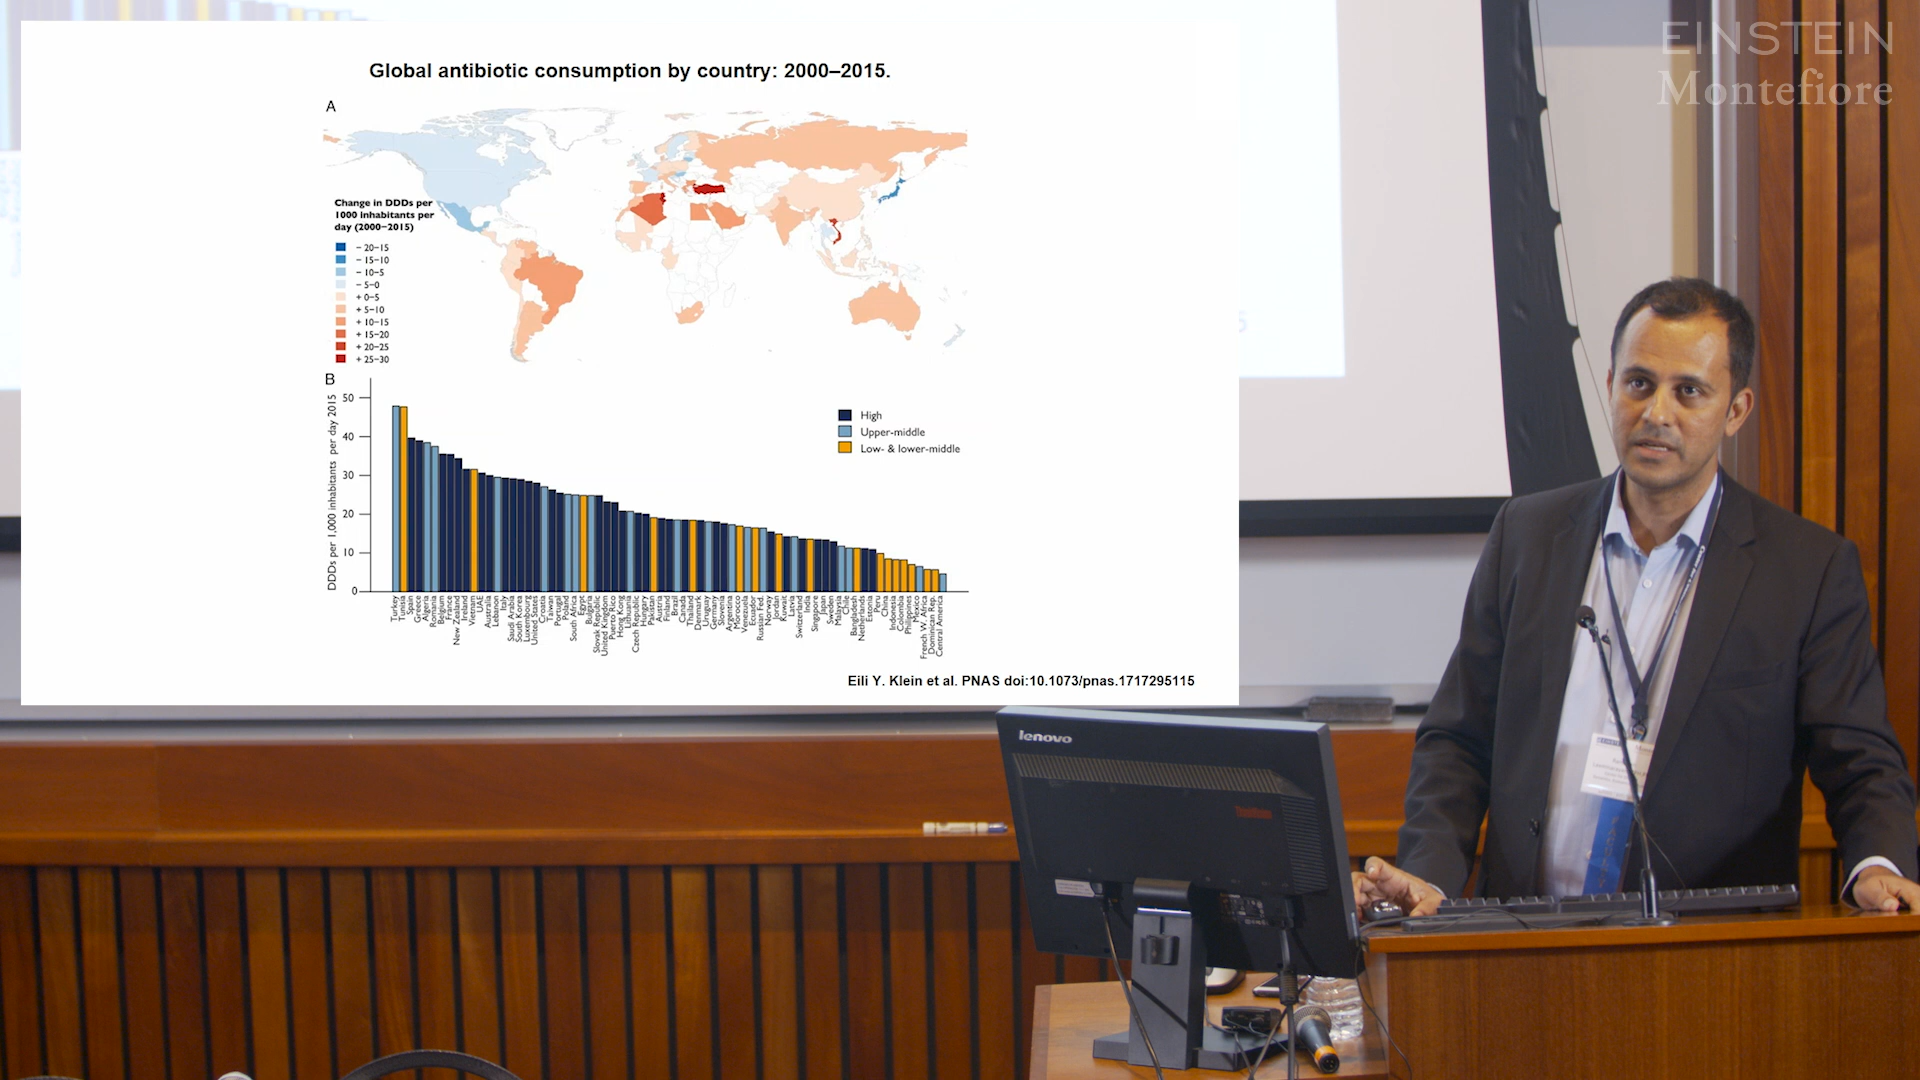 EINSTEIN
Montefiore
Global antibiotic consumption by country: 2000–2015.
A
Change in DDDs per
1000 inhabitants per
day (2000–2015)
− 20–15
− 15–10
− 10–5
− 5–0
+ 0–5
+ 5–10
+ 10–15
+ 15–20
+ 20–25
+ 25–30
B
DDDs per 1,000 inhabitants per day 2015
50
40
30
20
10
0
High
Upper-middle
Low- & lower-middle
Turkey
Tunisia
Spain
Greece
Algeria
Romania
Belgium
France
New Zealand
Ireland
Vietnam
UAE
Australia
Lebanon
Italy
Saudi Arabia
South Korea
Luxembourg
United States
Croatia
Taiwan
Portugal
Poland
South Africa
Egypt
Bulgaria
Slovak Republic
United Kingdom
Puerto Rico
Hong Kong
Lithuania
Czech Republic
Hungary
Pakistan
Austria
Finland
Brazil
Canada
Thailand
Denmark
Uruguay
Germany
Slovenia
Argentina
Morocco
Venezuela
Ecuador
Russian Fed.
Norway
Jordan
Kuwait
Latvia
Switzerland
India
Singapore
Japan
Sweden
Malaysia
Chile
Bangladesh
Netherlands
Estonia
Peru
China
Indonesia
Colombia
Philippines
Mexico
French W. Africa
Dominican Rep.
Central America
Eili Y. Klein et al. PNAS doi:10.1073/pnas.1717295115
lenovo